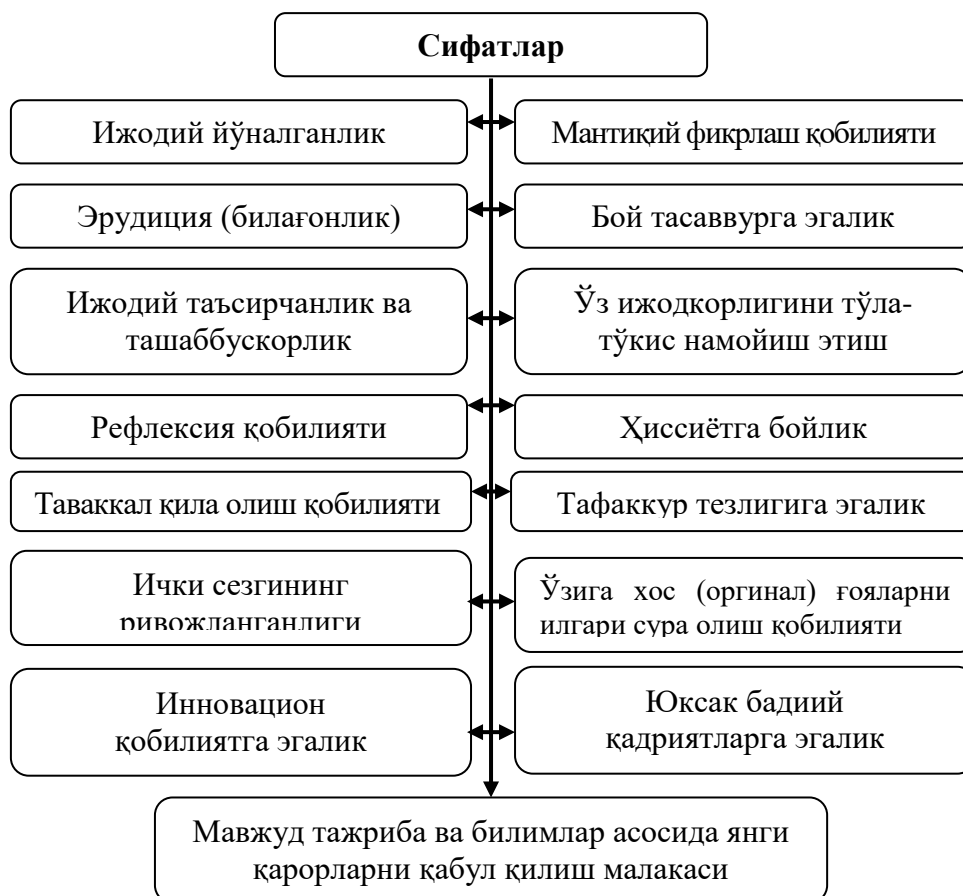 Сифатлар
Ижодий йўналганлик
Мантиқий фикрлаш қобилияти
Эрудиция (билағонлик)
Бой тасаввурга эгалик
Ижодий таъсирчанлик ва
ташаббускорлик
Ўз ижодкорлигини тўла-
тўкис намойиш этиш
Рефлексия қобилияти
Ҳиссиётга бойлик
Таваккал қила олиш қобилияти
Тафаккур тезлигига эгалик
Ички сезгининг
ривожланганлиги
Ўзига хос (оргинал) ғояларни
илгари сура олиш қобилияти
Инновацион
қобилиятга эгалик
Юксак бадиий
қадриятларга эгалик
Мавжуд тажриба ва билимлар асосида янги
қарорларни қабул қилиш малакаси